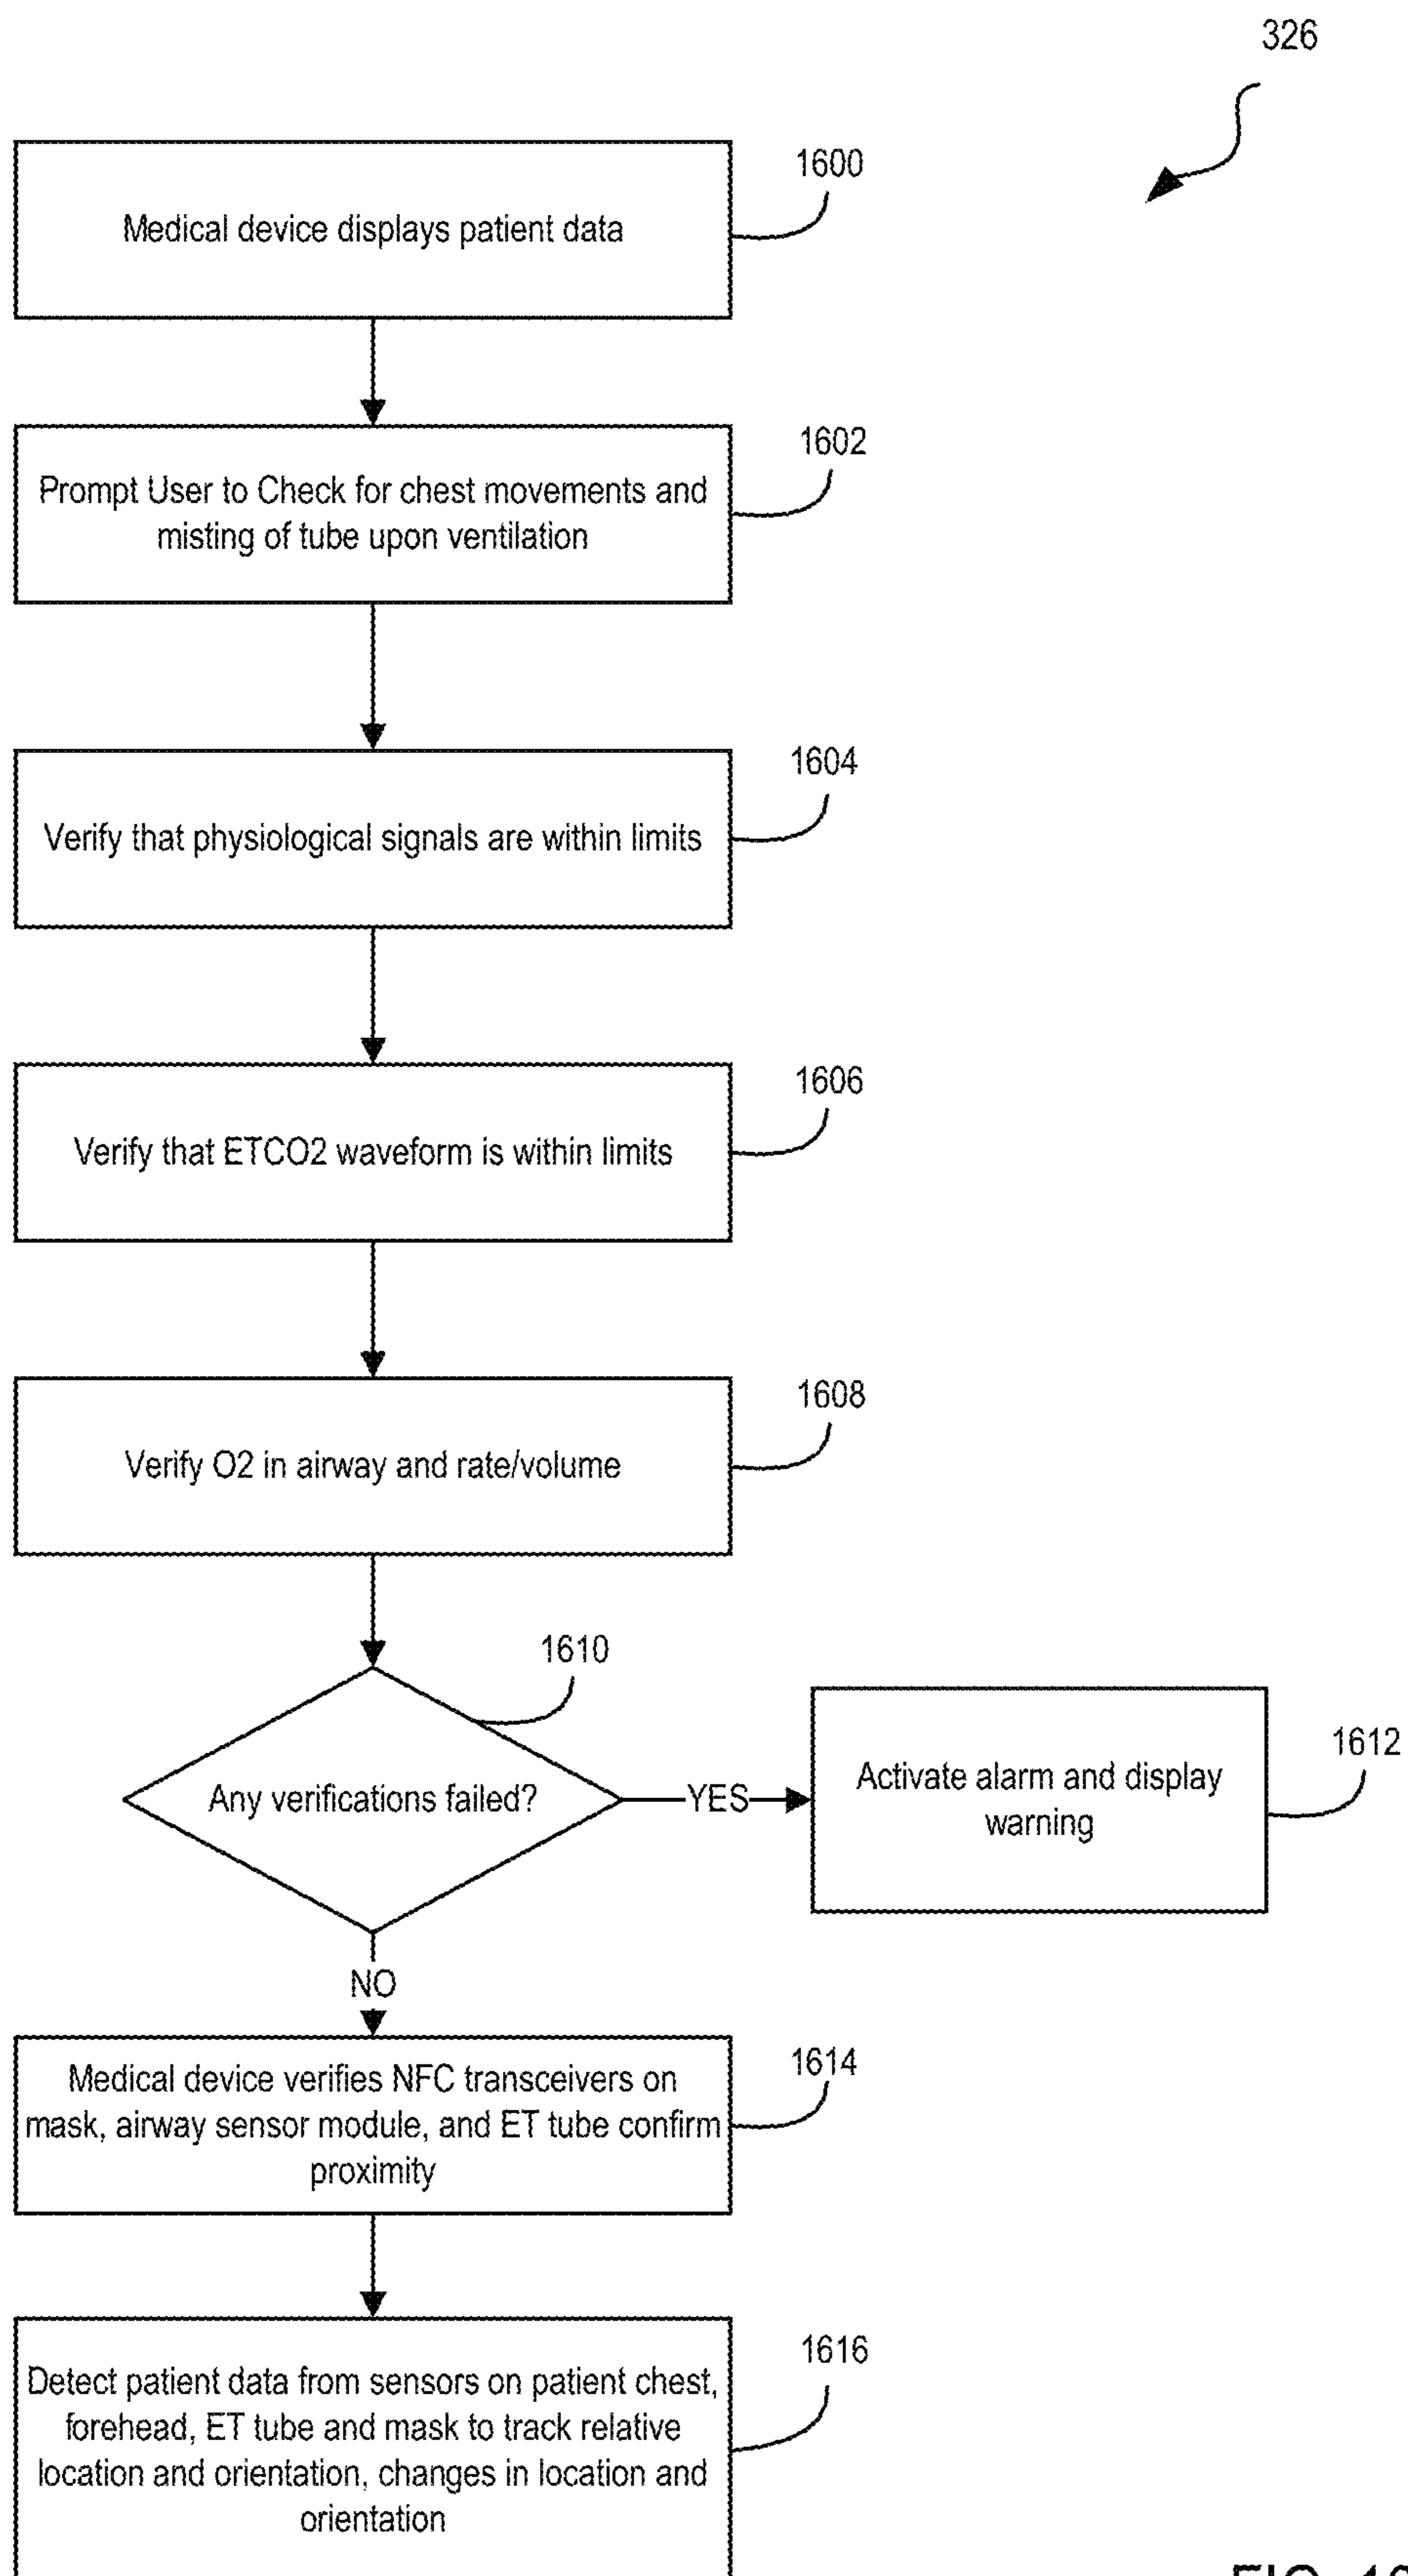 326
1600
Medical device displays patient data
1602
Prompt User to Check for chest movements and
misting of tube upon ventilation
1604
Verify that physiological signals are within limits
1606
Verify that ETCO2 waveform is within limits
1608
Verify O2 in airway and rate/volume
1610
Any verifications failed?
YES
1612
Activate alarm and display
warning
NO
1614
Medical device verifies NFC transceivers on
mask, airway sensor module, and ET tube confirm
proximity
1616
Detect patient data from sensors on patient chest,
forehead, ET tube and mask to track relative
location and orientation, changes in location and
orientation